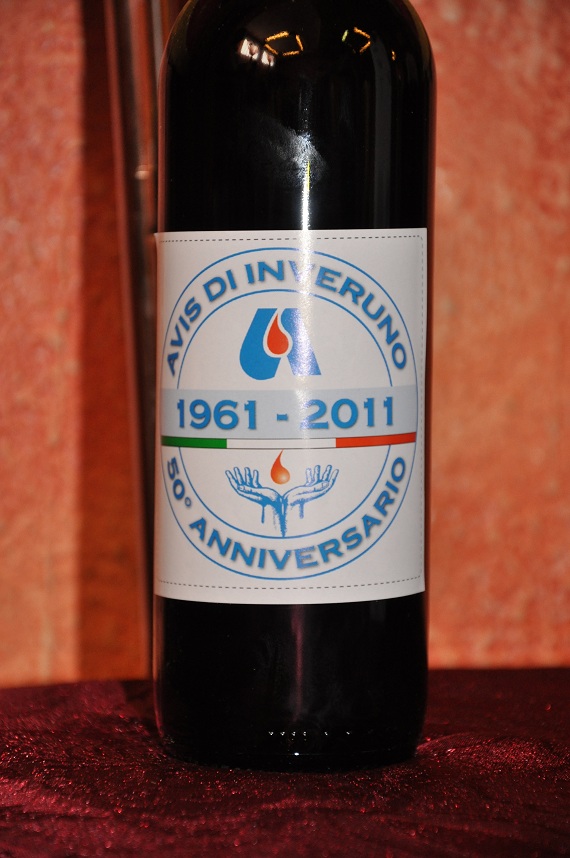 AVIS DI INVERUNO
1961 - 2011
50° ANNIVERSARIO